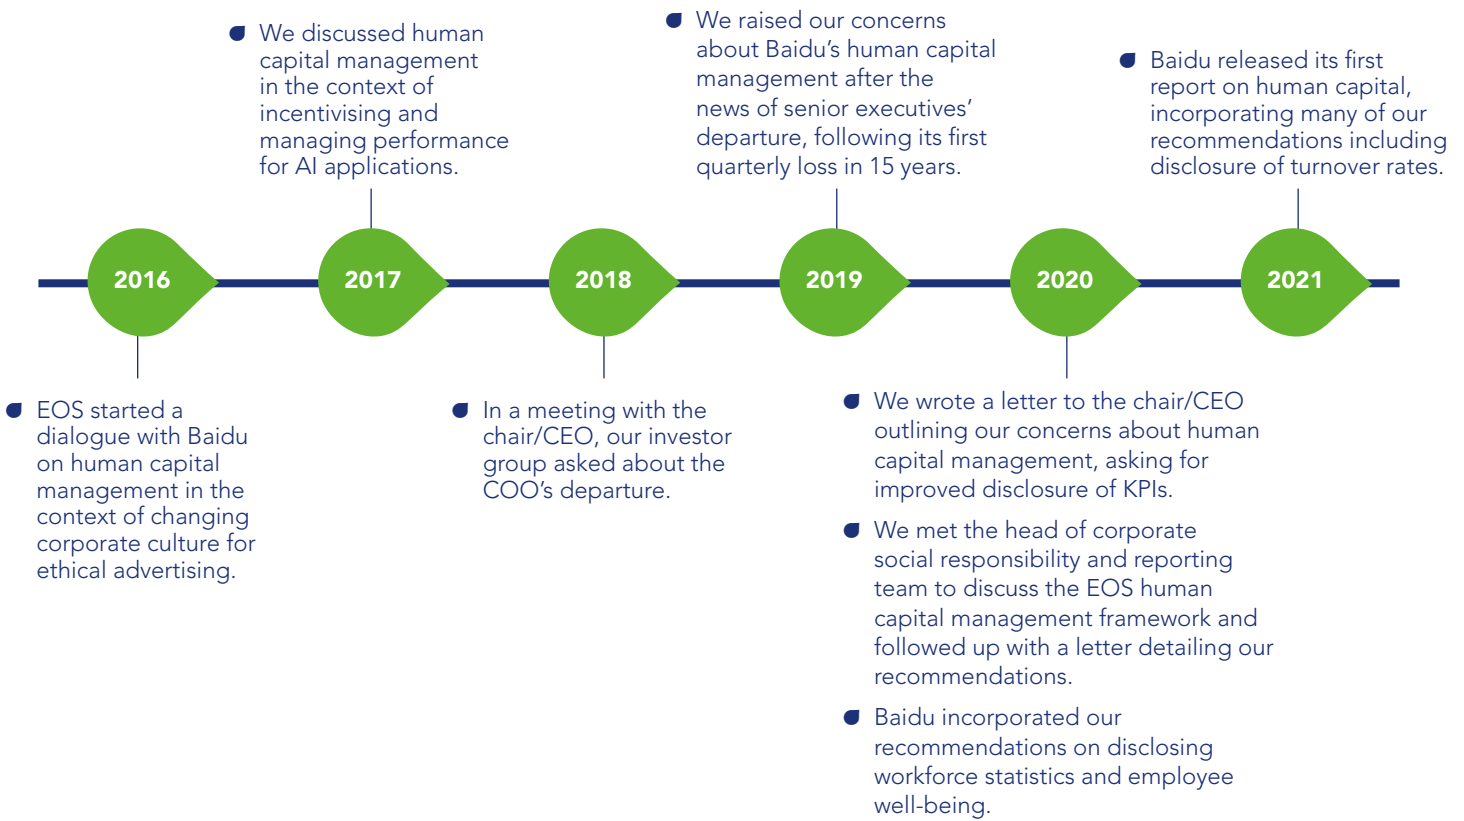 We discussed human
capital management
in the context of
incentivising and
managing performance
for AI applications.
We raised our concerns
about Baidu’s human capital
management after the
news of senior executives’
departure, following its first
quarterly loss in 15 years.
Baidu released its first
report on human capital,
incorporating many of our
recommendations including
disclosure of turnover rates.
2016
2017
2018
2019
2020
2021
EOS started a
dialogue with Baidu
on human capital
management in the
context of changing
corporate culture for
ethical advertising.
In a meeting with the
chair/CEO, our investor
group asked about the
COO’s departure.
We wrote a letter to the chair/CEO
outlining our concerns about human
capital management, asking for
improved disclosure of KPIs.
We met the head of corporate
social responsibility and reporting
team to discuss the EOS human
capital management framework and
followed up with a letter detailing our
recommendations.
Baidu incorporated our
recommendations on disclosing
workforce statistics and employee
well-being.